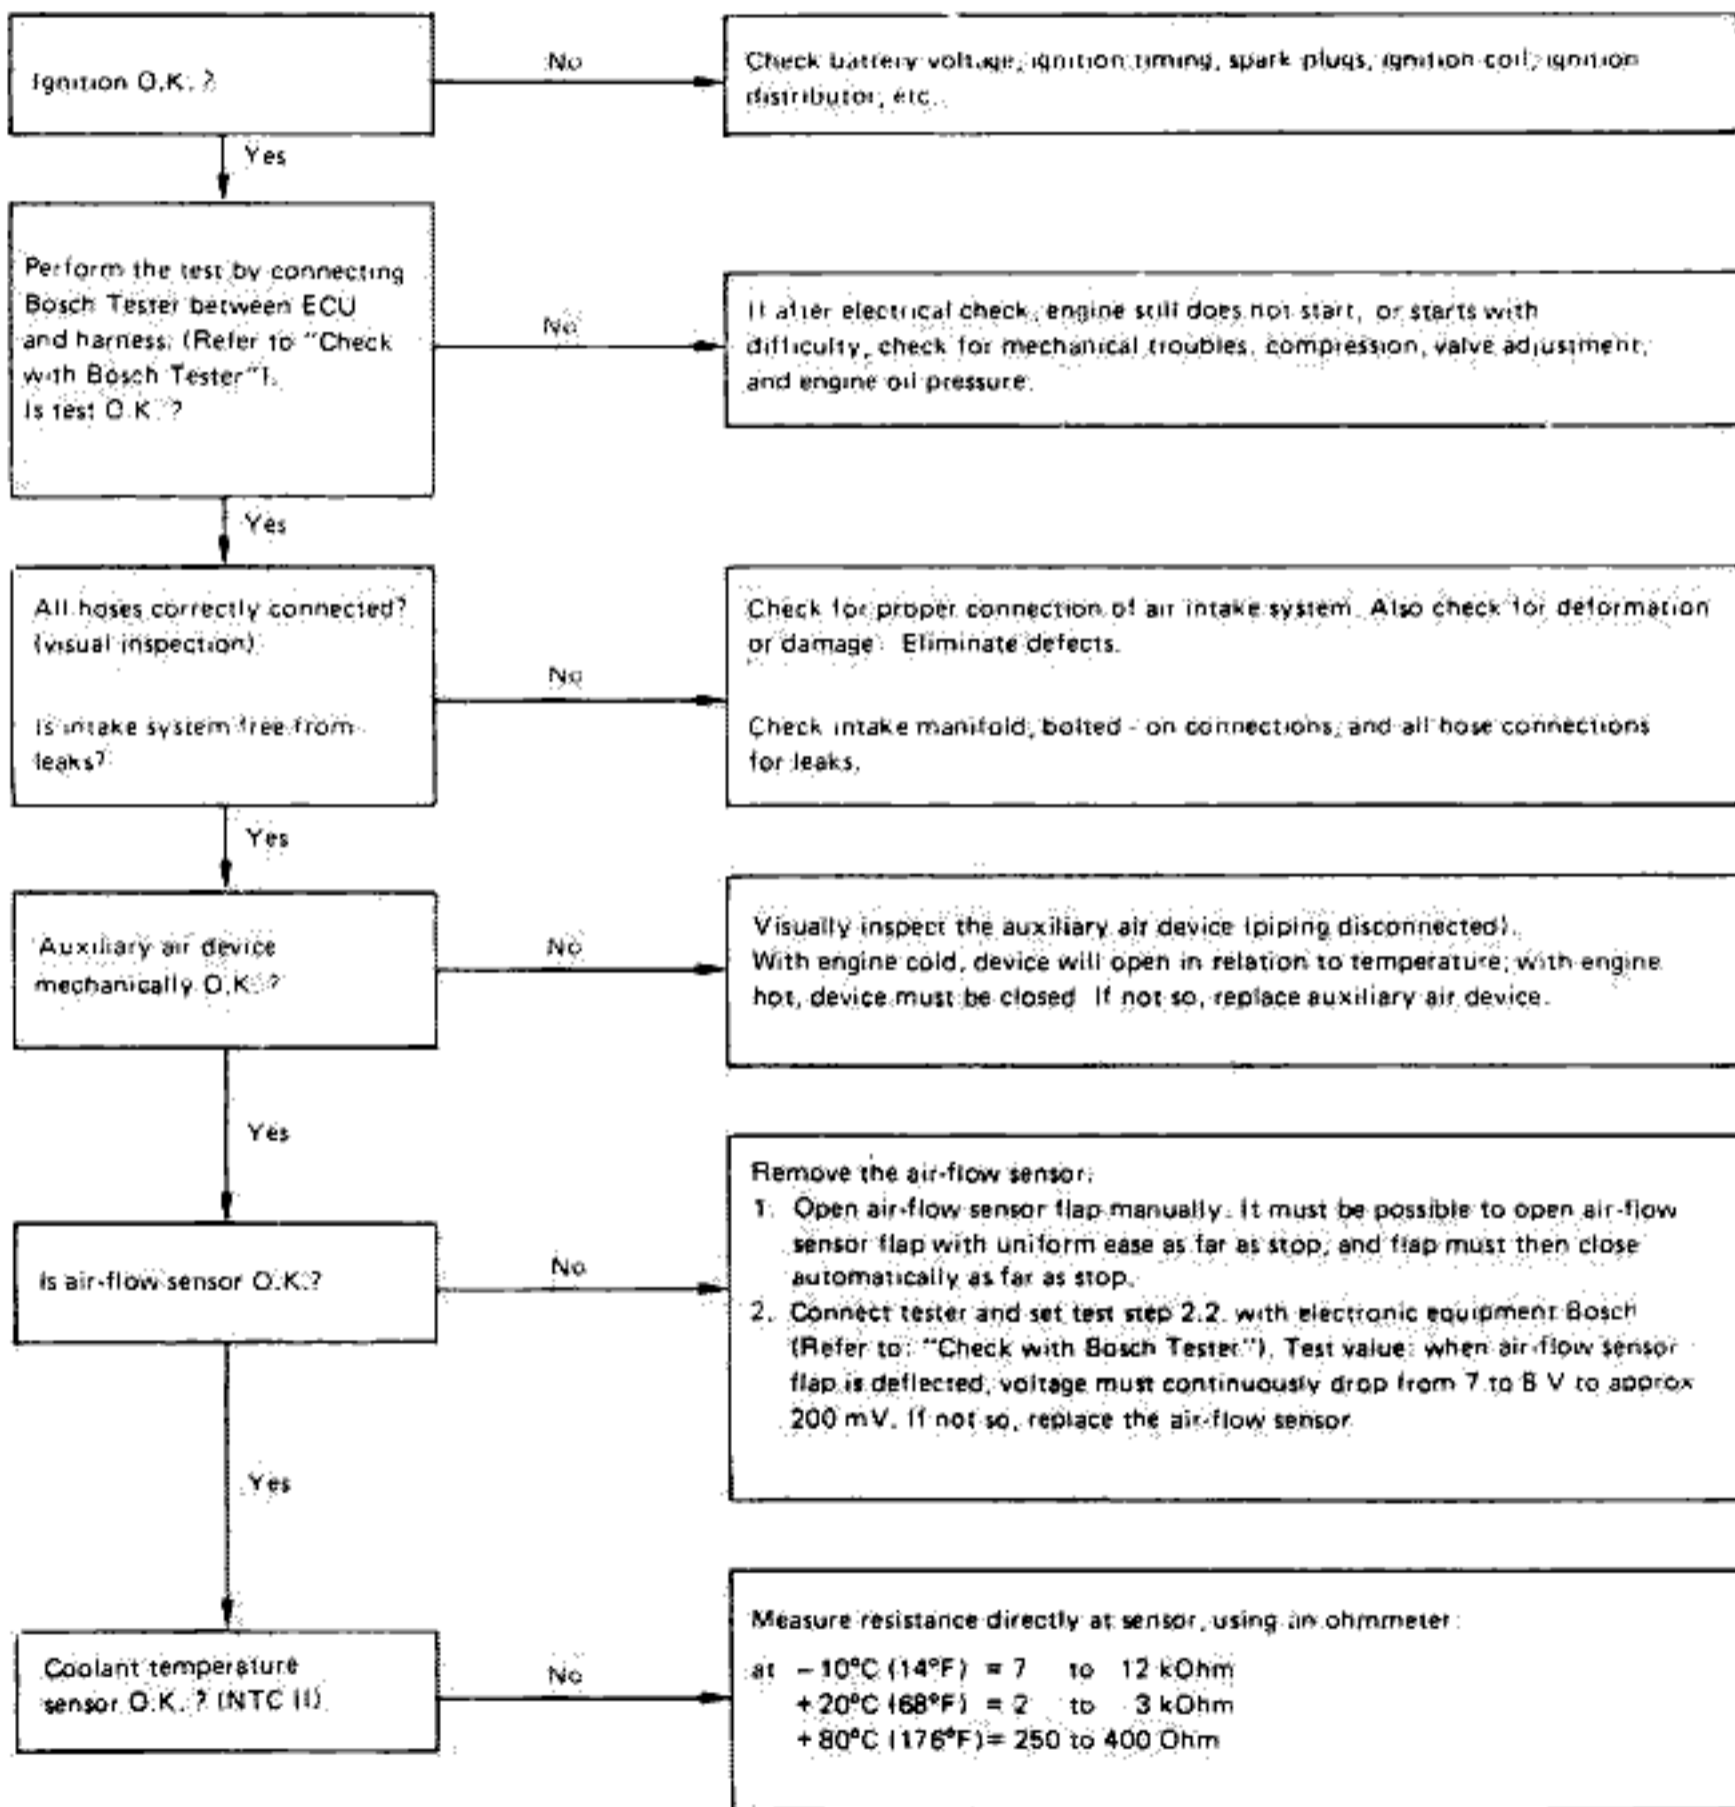 Ignition O.K. ?
No
Check battery voltage, ignition timing, spark plugs, ignition coil, ignition
distributor, etc.
Yes
Perform the test by connecting
Bosch Tester between ECU
and harness. (Refer to "Check
with Bosch Tester").
Is test O.K. ?
No
If after electrical check, engine still does not start, or starts with
difficulty, check for mechanical troubles, compression, valve adjustment,
and engine oil pressure.
Yes
All hoses correctly connected?
(visual inspection)
Is intake system free from
leaks?
No
Check for proper connection of air intake system. Also check for deformation
or damage. Eliminate defects.
Check intake manifold, bolted - on connections, and all hose connections
for leaks.
Yes
Auxiliary air device
mechanically O.K. ?
No
Visually inspect the auxiliary air device (piping disconnected).
With engine cold, device will open in relation to temperature; with engine
hot, device must be closed. If not so, replace auxiliary air device.
Yes
Is air-flow sensor O.K.?
No
Remove the air-flow sensor.
1. Open air-flow sensor flap manually. It must be possible to open air-flow
sensor flap with uniform ease as far as stop, and flap must then close
automatically as far as stop.
2. Connect tester and set test step 2.2. with electronic equipment Bosch
(Refer to: "Check with Bosch Tester"). Test value: when air-flow sensor
flap is deflected, voltage must continuously drop from 7 to 8 V to approx
200 mV. If not so, replace the air-flow sensor.
Yes
Coolant temperature
sensor O.K. ? (NTC II)
No
Measure resistance directly at sensor, using an ohmmeter:
at -10°C (14°F) = 7 to 12 kOhm
+20°C (68°F) = 2 to 3 kOhm
+80°C (176°F) = 250 to 400 Ohm